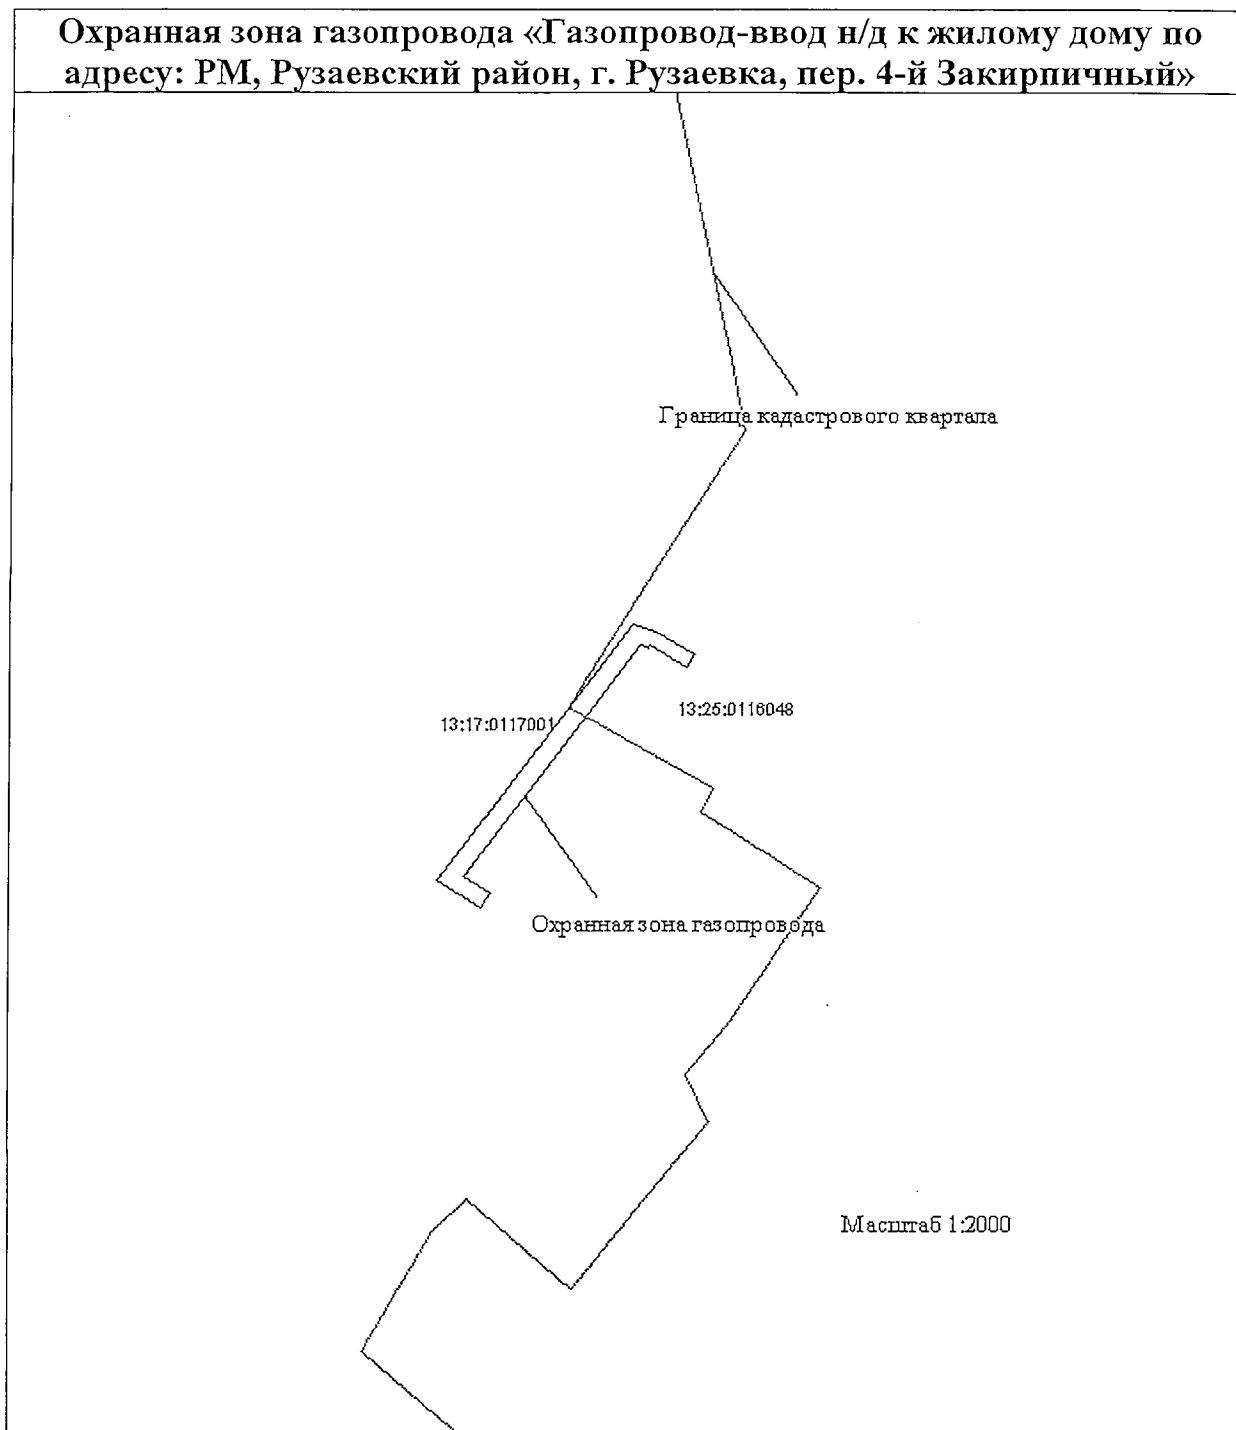 Охранная зона газопровода «Газопровод-ввод н/д к жилому дому по
адресу: РМ, Рузаевский район, г. Рузаевка, пер. 4-й Закирпичный»
Граница кадастрового квартала
13:17:0117001
13:25:0116048
Охранная зона газопровода
Масштаб 1:2000